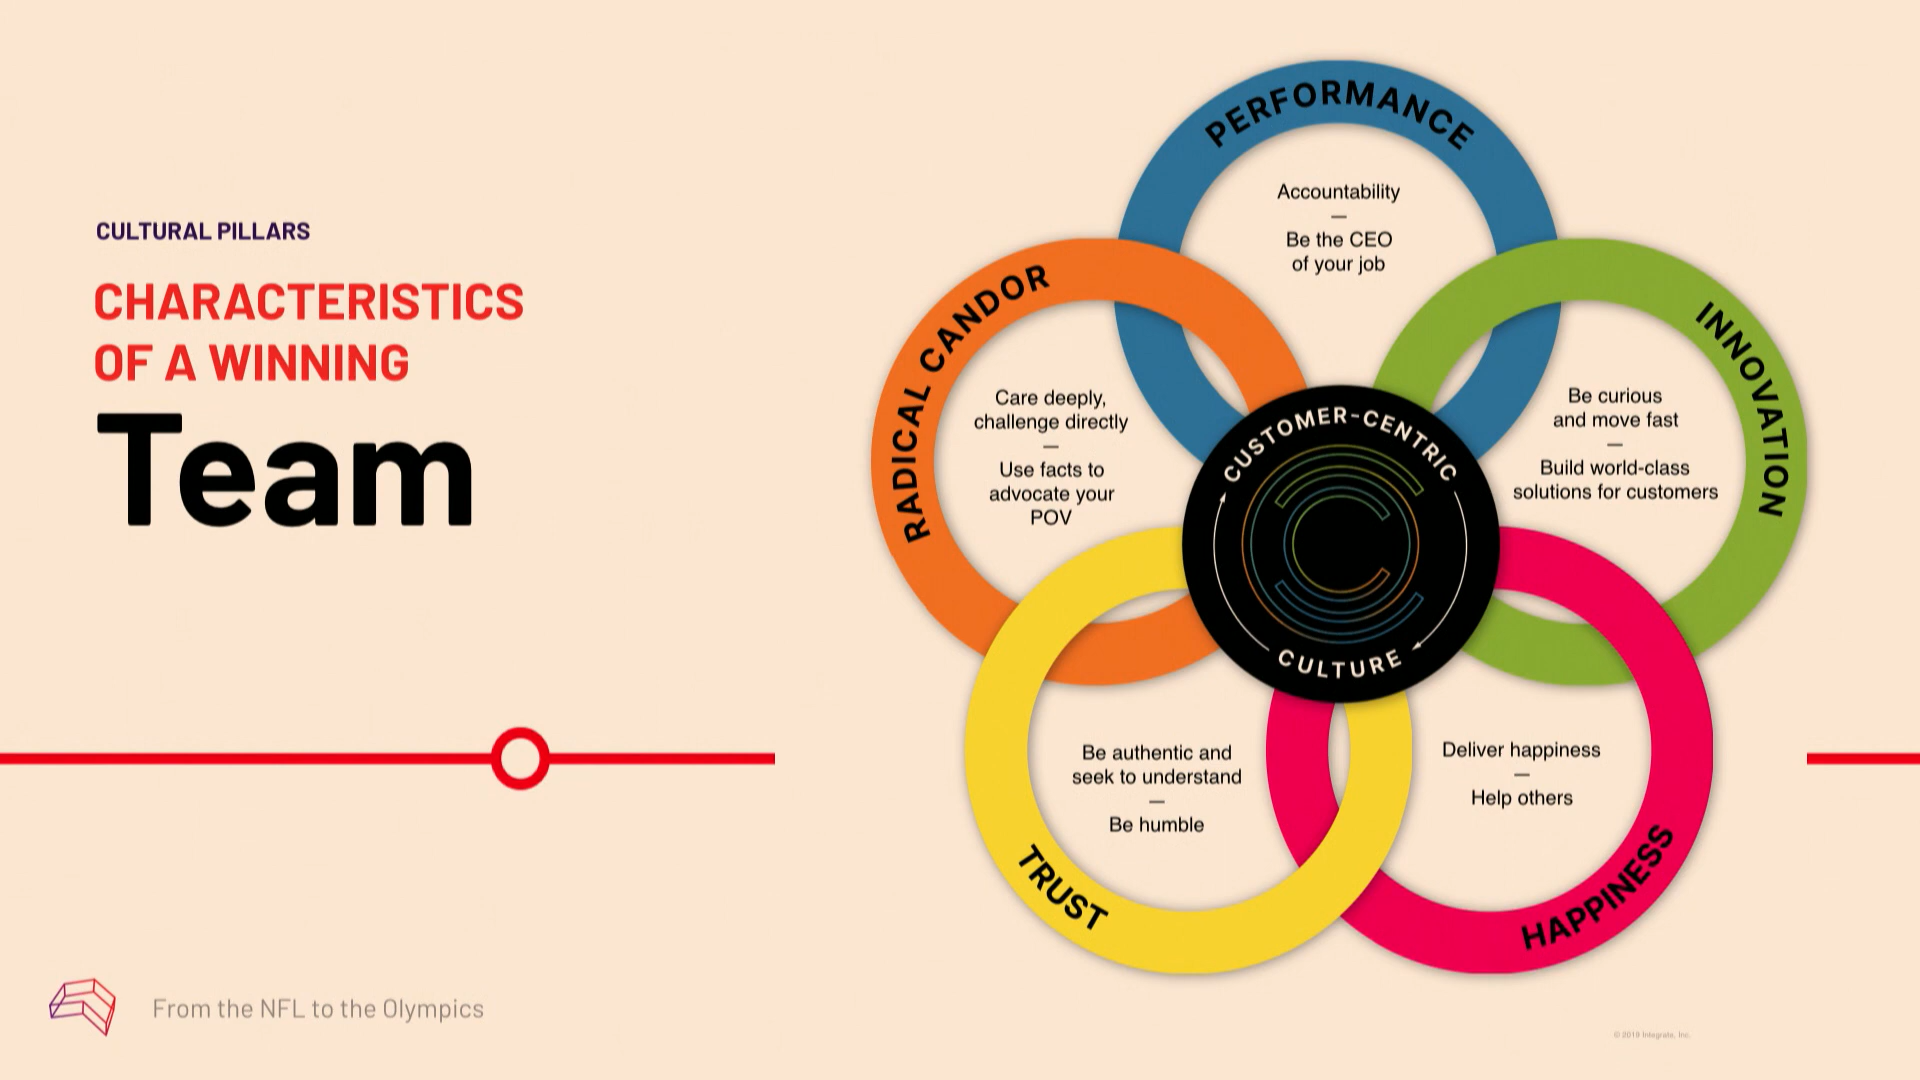 CULTURAL PILLARS
CHARACTERISTICS
OF A WINNING
Team
PERFORMANCE
Accountability
—
Be the CEO
of your job
RADICAL CANDOR
Care deeply,
challenge directly
—
Use facts to
advocate your
POV
INNOVATION
Be curious
and move fast
—
Build world-class
solutions for customers
CUSTOMER-CENTRIC
CULTURE
TRUST
Be authentic and
seek to understand
—
Be humble
HAPPINESS
Deliver happiness
—
Help others
From the NFL to the Olympics
© 2019 Integrate, Inc.